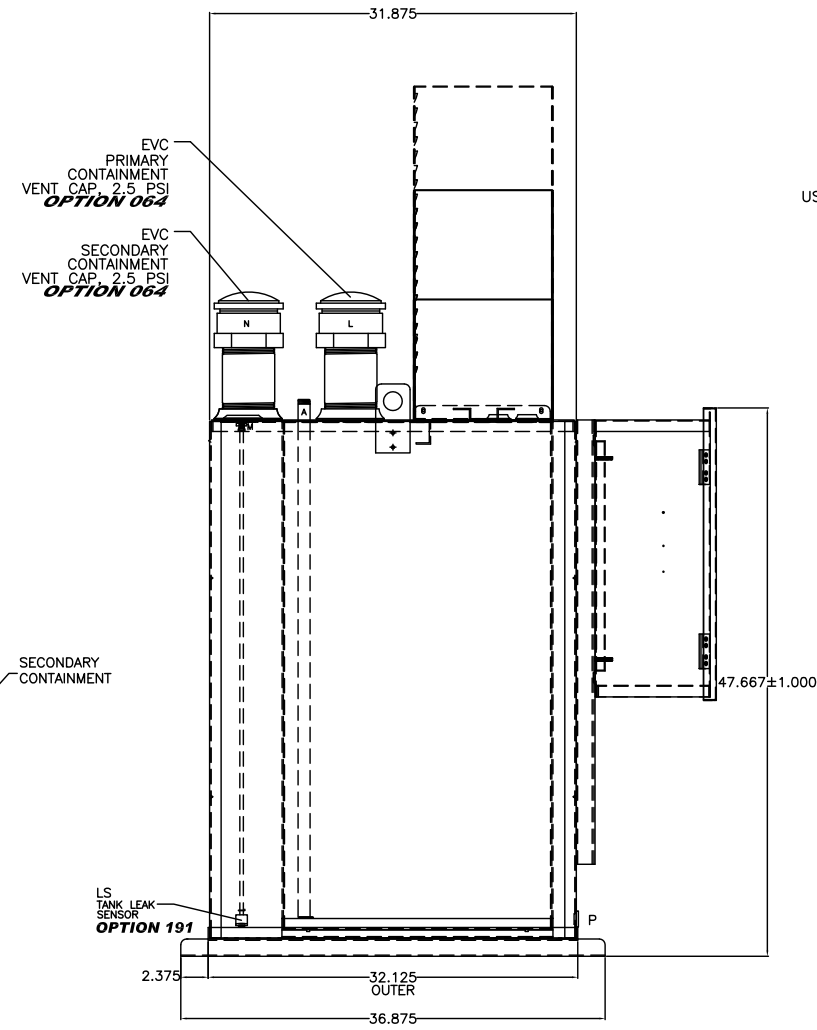 31.875
EVC
PRIMARY
CONTAINMENT
VENT CAP, 2.5 PSI
OPTION 064
US
EVC
SECONDARY
CONTAINMENT
VENT CAP, 2.5 PSI
OPTION 064
N
L
A
M
SECONDARY
CONTAINMENT
47.667±1.000
LS
TANK LEAK
SENSOR
OPTION 191
P
2.375
32.125
OUTER
36.875